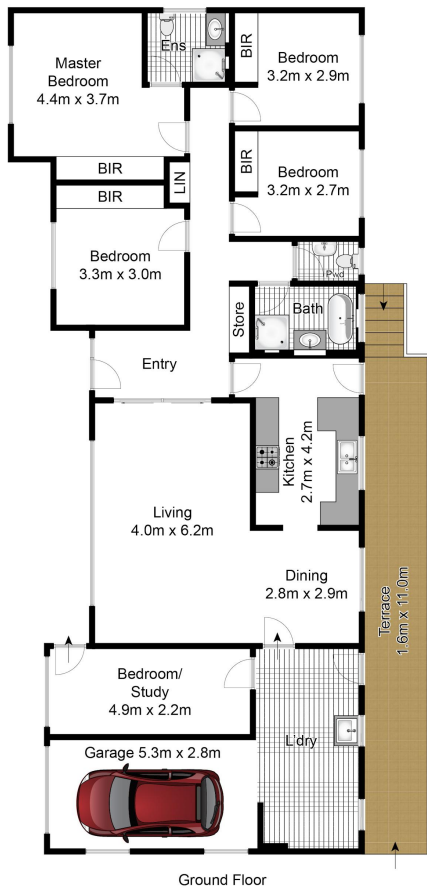 Ens
BIR
Master
Bedroom
4.4m x 3.7m
Bedroom
3.2m x 2.9m
BIR
BIR
LIN
Bedroom
3.2m x 2.7m
BIR
Bedroom
3.3m x 3.0m
Pwd
Store
Bath
Entry
Kitchen
2.7m x 4.2m
Living
4.0m x 6.2m
Dining
2.8m x 2.9m
Terrace
1.6m x 11.0m
Bedroom/
Study
4.9m x 2.2m
L'dry
Garage 5.3m x 2.8m
Ground Floor